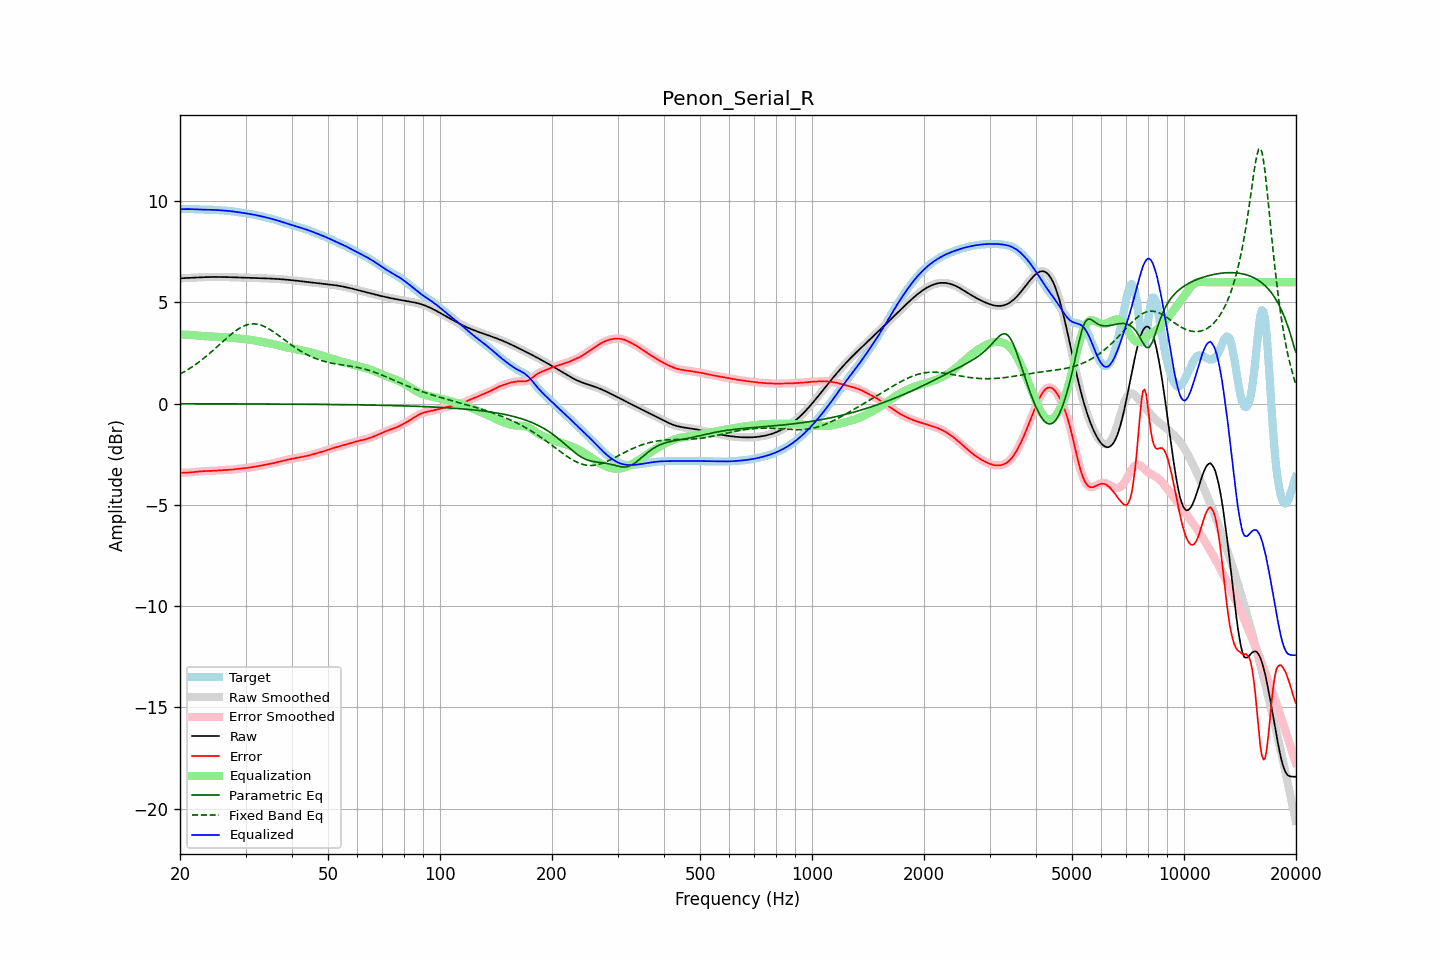 Penon_Serial_R
Amplitude (dBr)
10
5
0
−5
−10
−15
−20
Target
Raw Smoothed
Error Smoothed
Raw
Error
Equalization
Parametric Eq
Fixed Band Eq
Equalized
20 50 100 200 500 1000 2000 5000 10000 20000
Frequency (Hz)